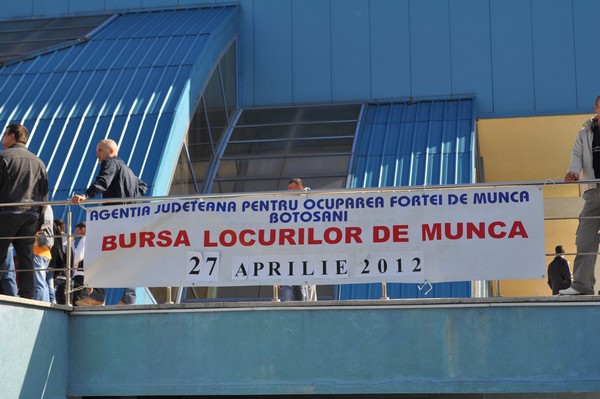 AGENTIA JUDETEANA PENTRU OCUPAREA FORTEI DE MUNCA
BOTOSANI
BURSA LOCURILOR DE MUNCA
27 APRILIE 2012